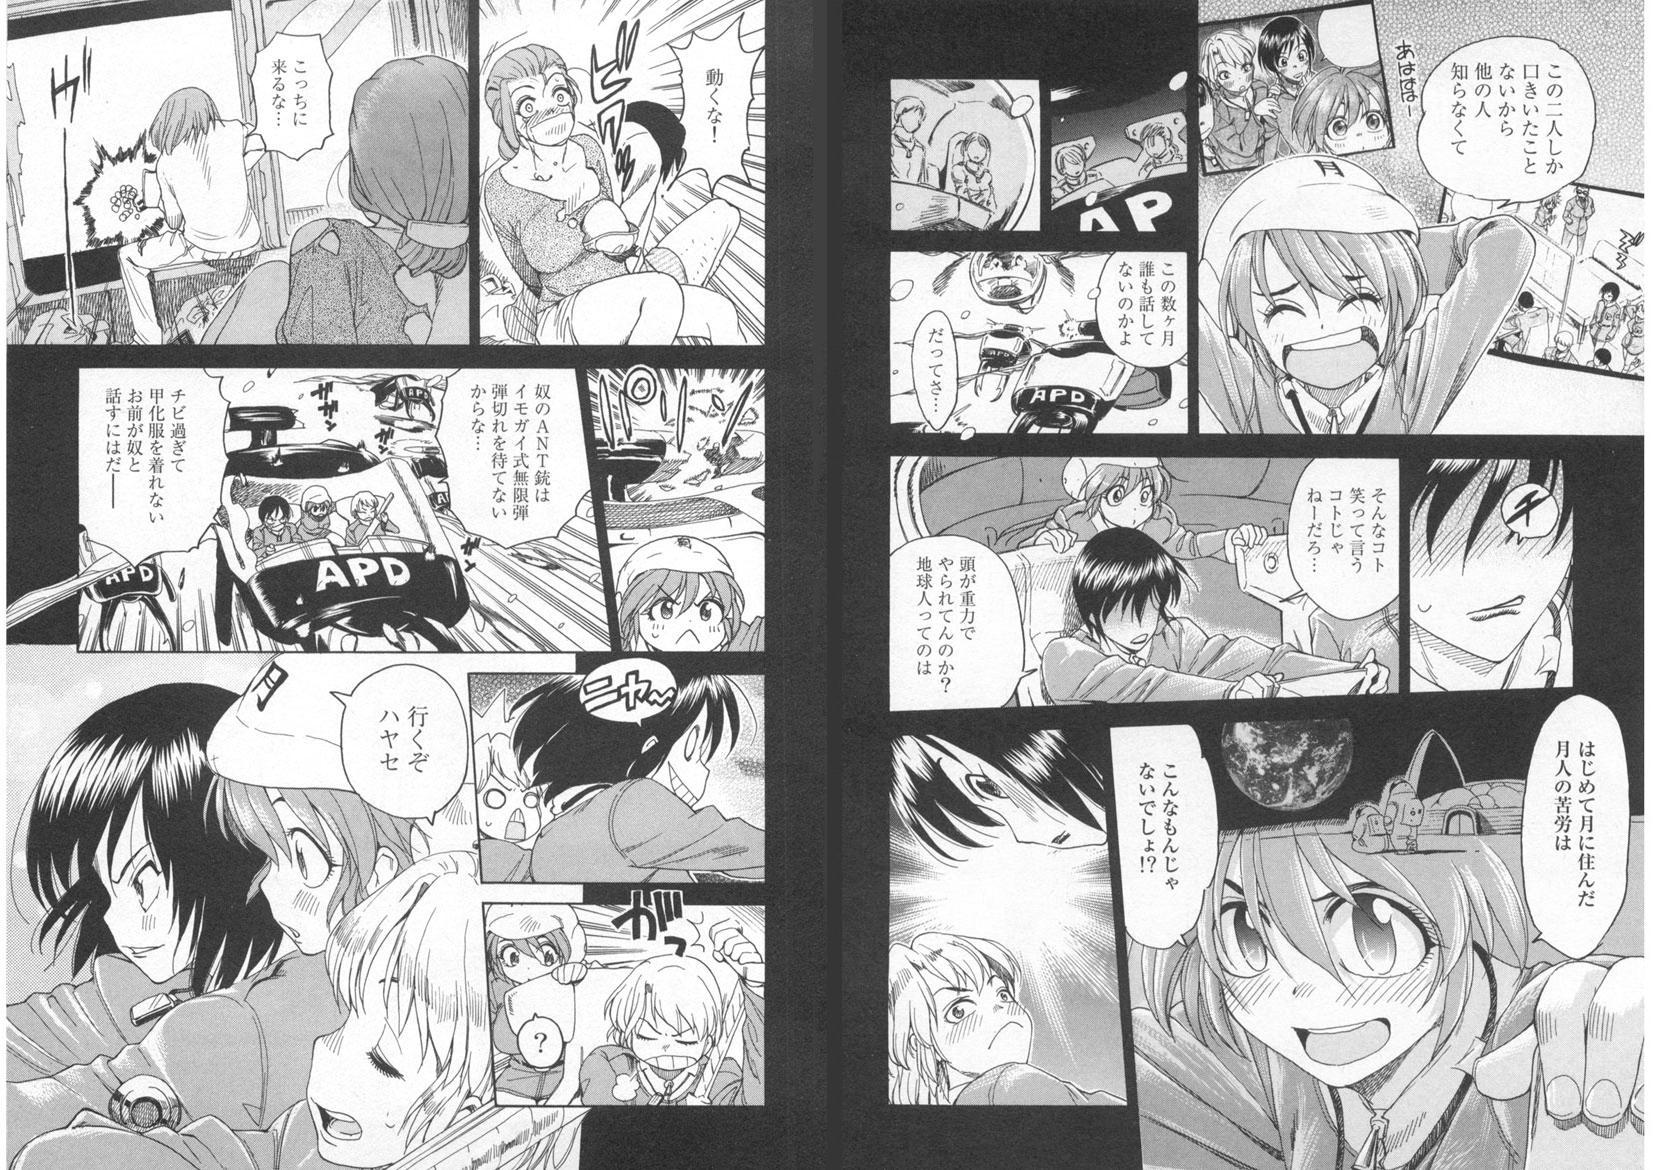 この二人しか
口きいたこと
ないから
他の人
知らなくて
あははー
APD
この数ヶ月
誰も話して
ないのかよ
だってさ…
APD
チ
そんなコト
笑って言う
コトじゃ
ねーだろ…
頭が重力で
やられてんのか?
地球人ってのは
はじめて月に住んだ
月人の苦労は
こんなもんじゃ
ないでしょ!?
動くな!
ビクッ
こっちに
来るな…
奴のANT銃は
イモガイ式無限弾
弾切れを待てない
からな…
チビ過ぎて
甲化服を着れない
お前が奴と
話すにはだ――
APD
APD
APD
月
ニヤ〜
ガッ
?
月
行くぞ
ハヤセ